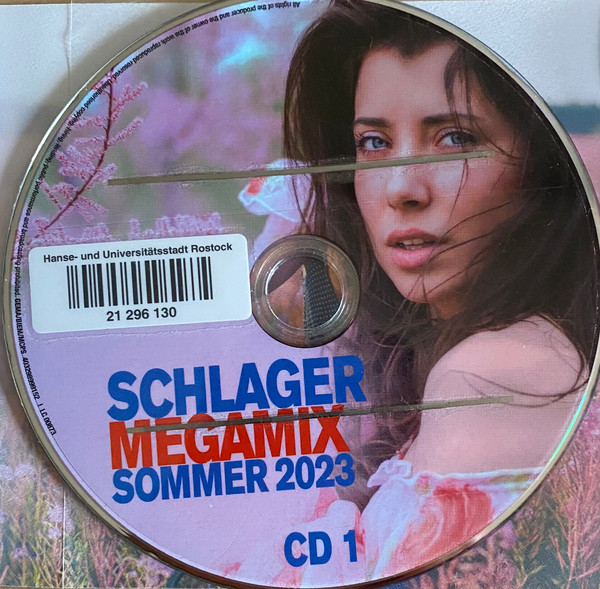 All rights of the producer and the owner of the work reproduced reserved.
Hanse- und Universitätsstadt Rostock
21 296 130
SCHLAGER
MEGAMIX
SOMMER 2023
CD 1